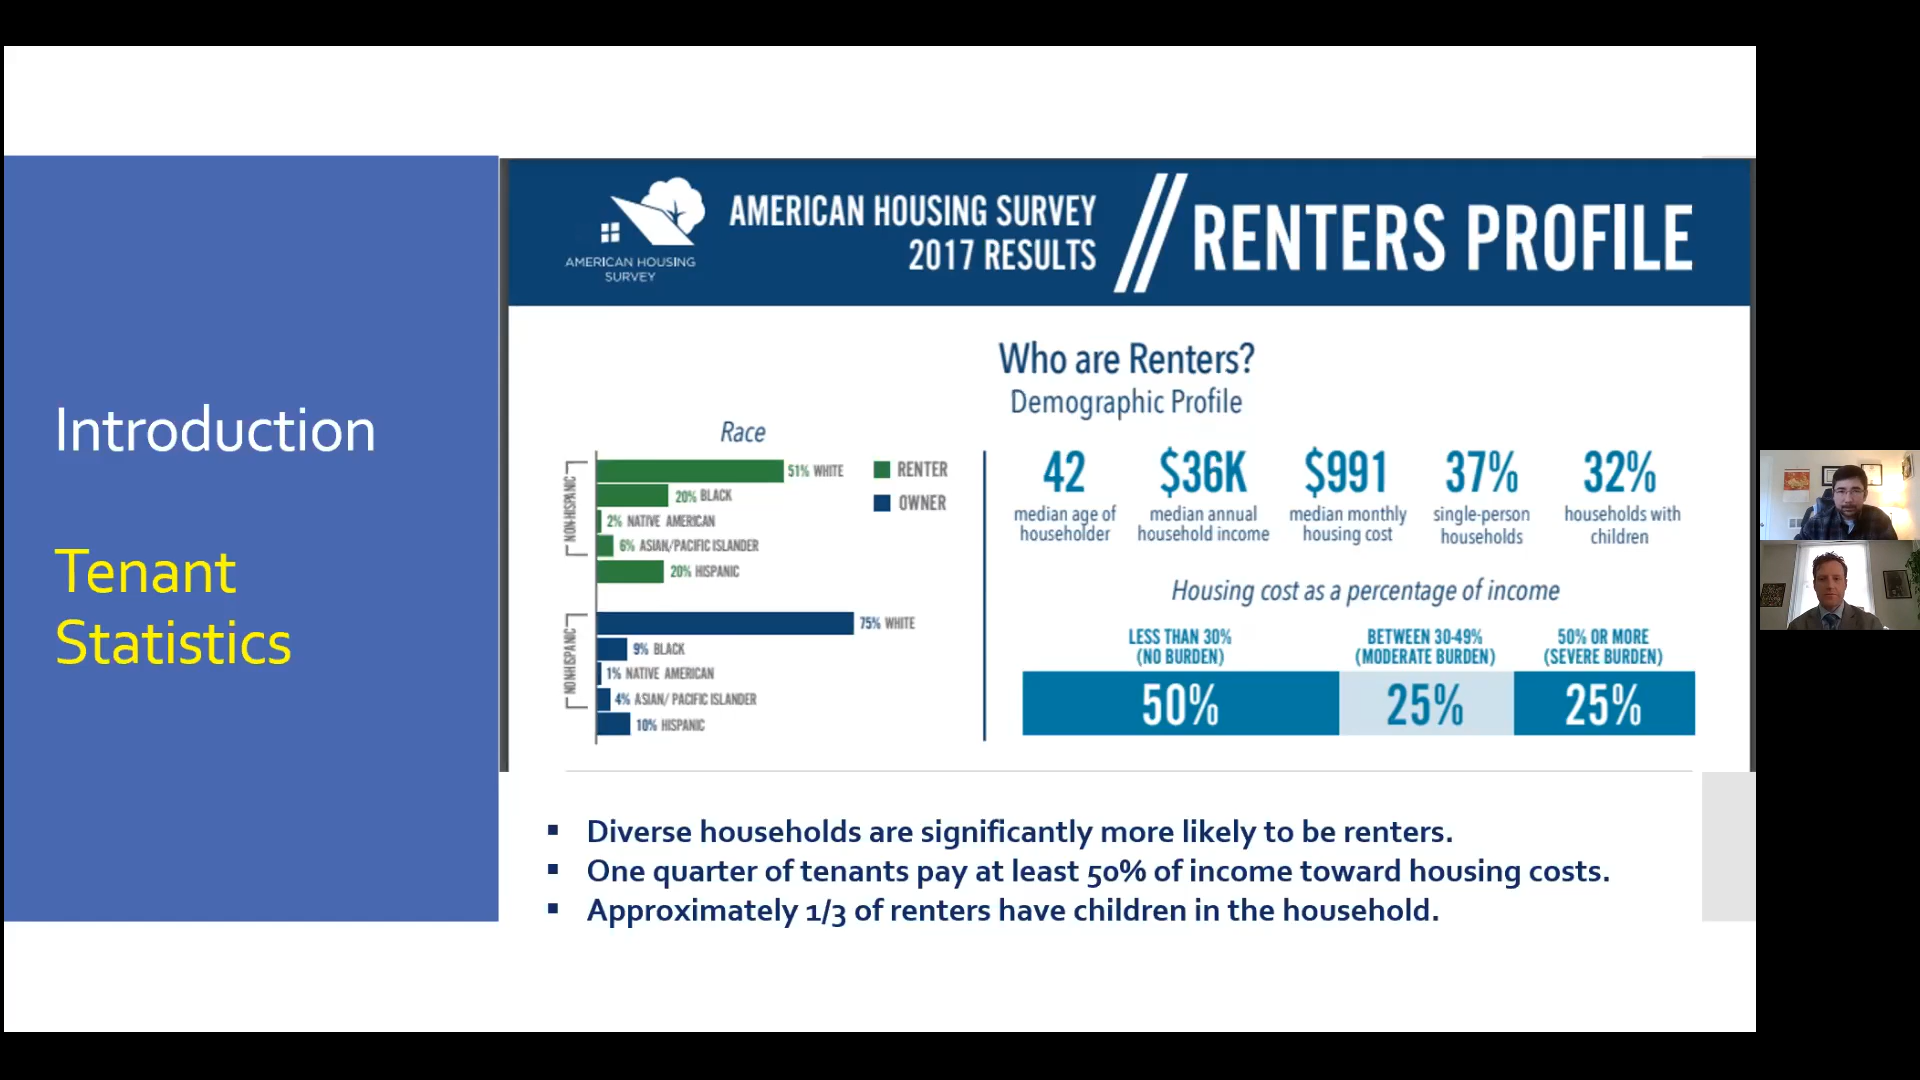 Introduction
Tenant
Statistics
AMERICAN HOUSING
SURVEY
AMERICAN HOUSING SURVEY
2017 RESULTS
RENTERS PROFILE
Who are Renters?
Demographic Profile
Race
NON-HISPANIC
51% WHITE
20% BLACK
2% NATIVE AMERICAN
6% ASIAN/PACIFIC ISLANDER
20% HISPANIC
RENTER
OWNER
NON-HISPANIC
75% WHITE
9% BLACK
1% NATIVE AMERICAN
4% ASIAN/ PACIFIC ISLANDER
10% HISPANIC
42
median age of
householder
$36K
median annual
household income
$991
median monthly
housing cost
37%
single-person
households
32%
households with
children
Housing cost as a percentage of income
LESS THAN 30%
(NO BURDEN)
BETWEEN 30-49%
(MODERATE BURDEN)
50% OR MORE
(SEVERE BURDEN)
50%
25%
25%
▪ Diverse households are significantly more likely to be renters.
▪ One quarter of tenants pay at least 50% of income toward housing costs.
▪ Approximately 1/3 of renters have children in the household.